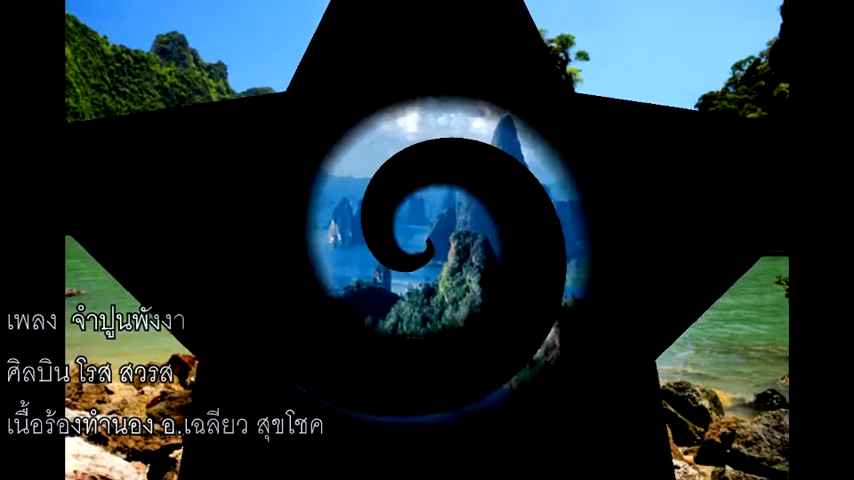 เพลง จำปูนพังงา
ศิลปิน โรส สวรส
เนื้อร้องทำนอง อ.เฉลียว สุขโชค